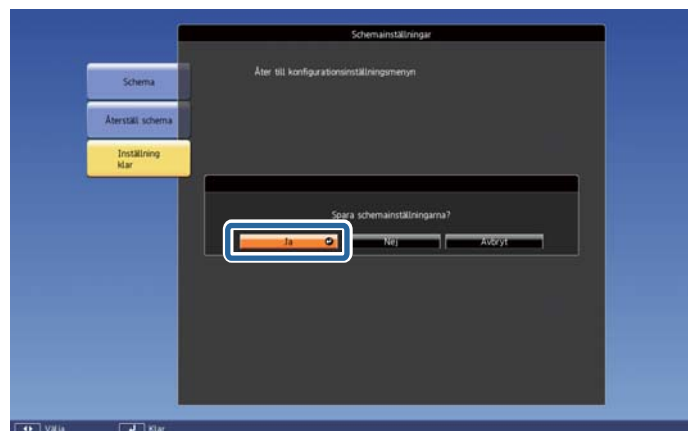 Schemainställningar
Åter till konfigurationsinställningsmenyn
Schema
Återställ schema
Inställning
klar
Spara schemainställningarna?
Ja Nej Avbryt
Välja Klar